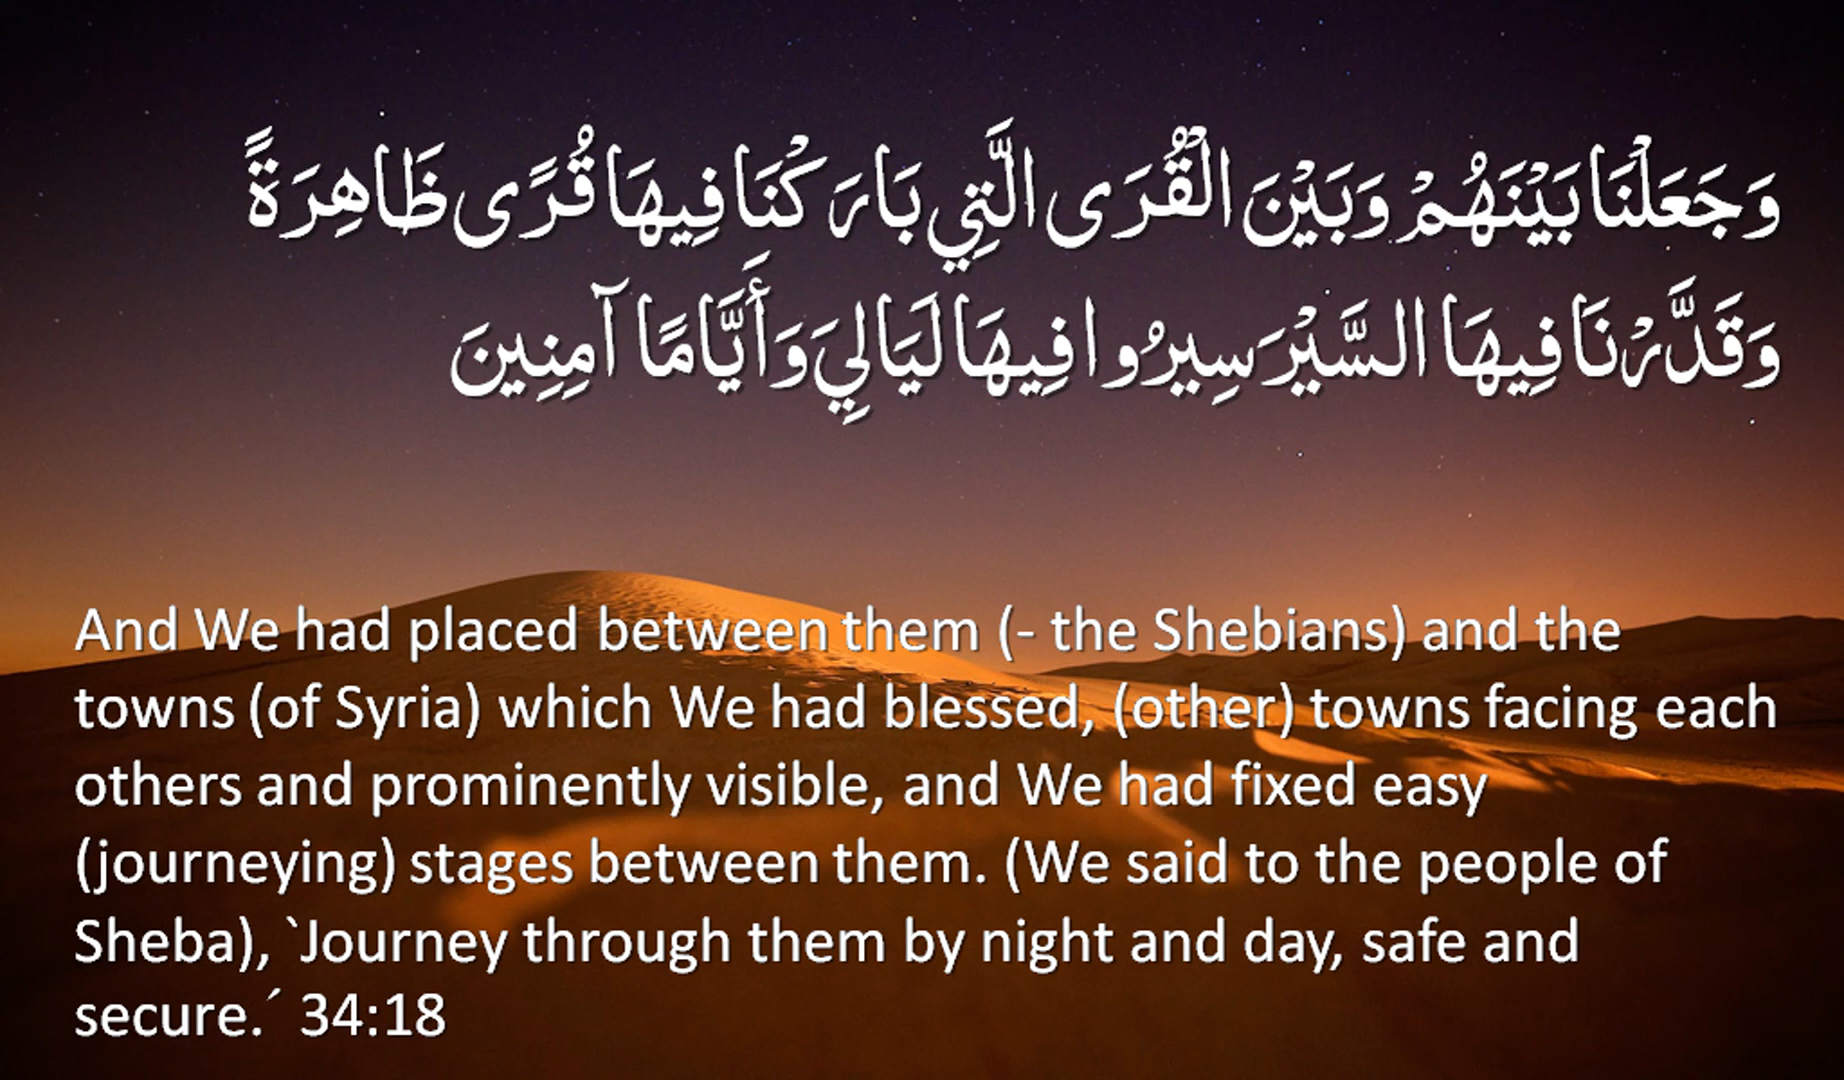 وَجَعَلْنَا بَيْنَهُمْ وَبَيْنَ الْقُرَى الَّتِي بَارَكْنَا فِيهَا قُرًى ظَاهِرَةً
وَقَدَّرْنَا فِيهَا السَّيْرَ سِيرُوا فِيهَا لَيَالِيَ وَأَيَّامًا آمِنِينَ
And We had placed between them (- the Shebians) and the
towns (of Syria) which We had blessed, (other) towns facing each
others and prominently visible, and We had fixed easy
(journeying) stages between them. (We said to the people of
Sheba), `Journey through them by night and day, safe and
secure.´ 34:18